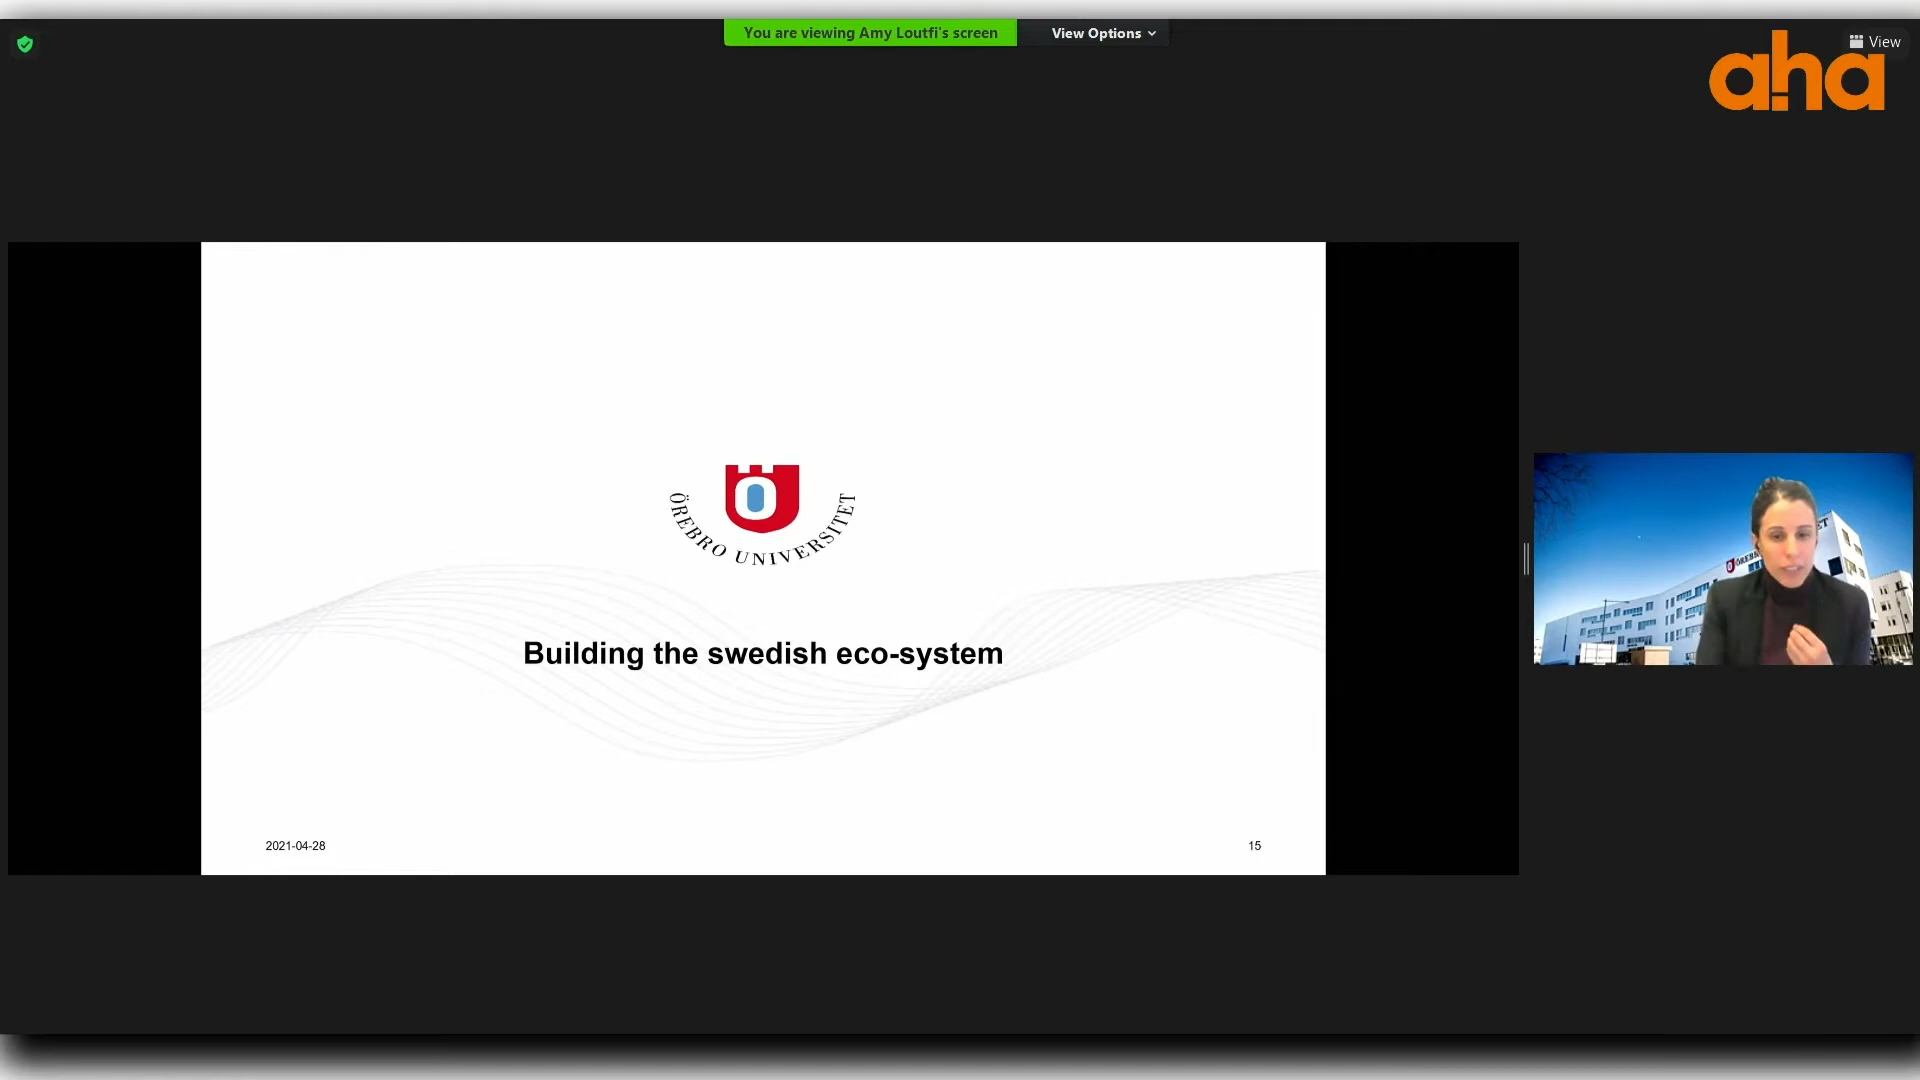 You are viewing Amy Loutfi's screen
View Options
View
aha
ÖREBRO UNIVERSITET
Building the swedish eco-system
2021-04-28
15